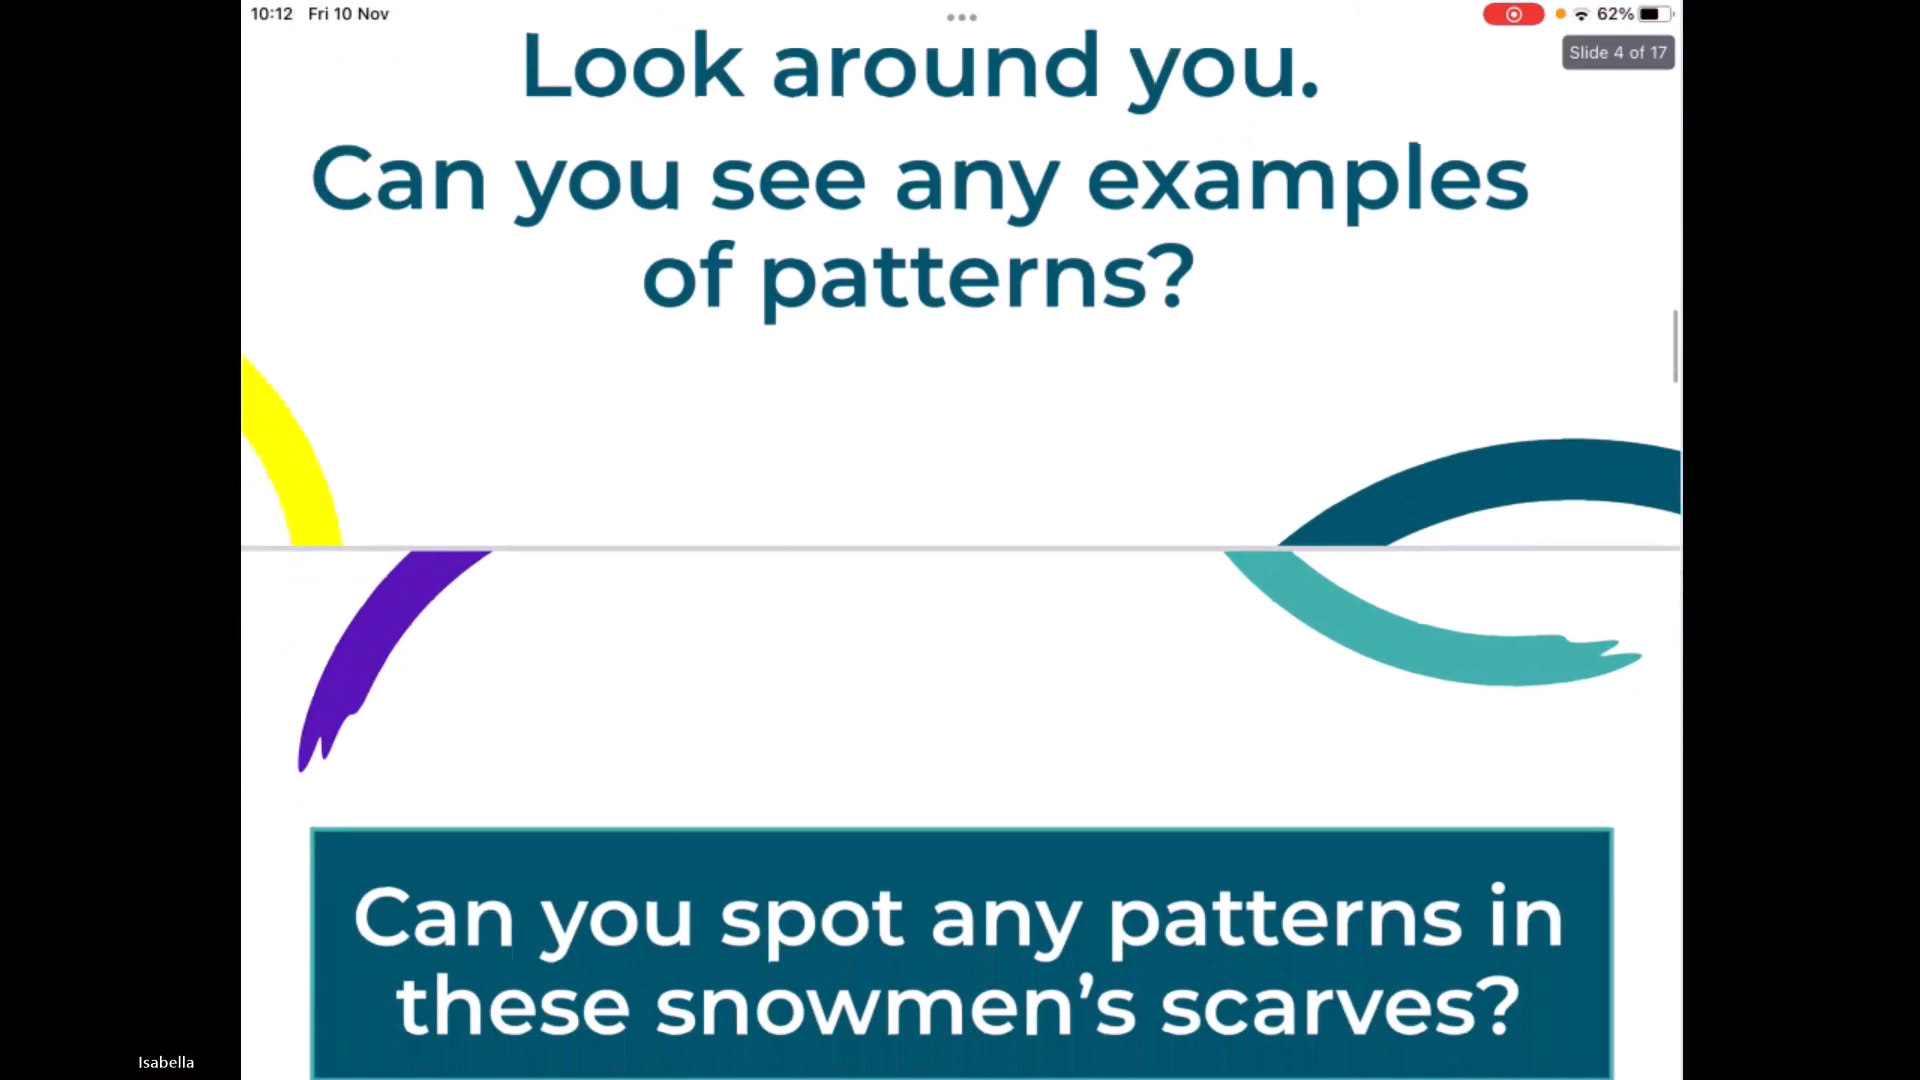 10:12 Fri 10 Nov
62%
Slide 4 of 17
Look around you.
Can you see any examples
of patterns?
Can you spot any patterns in
these snowmen’s scarves?
Isabella